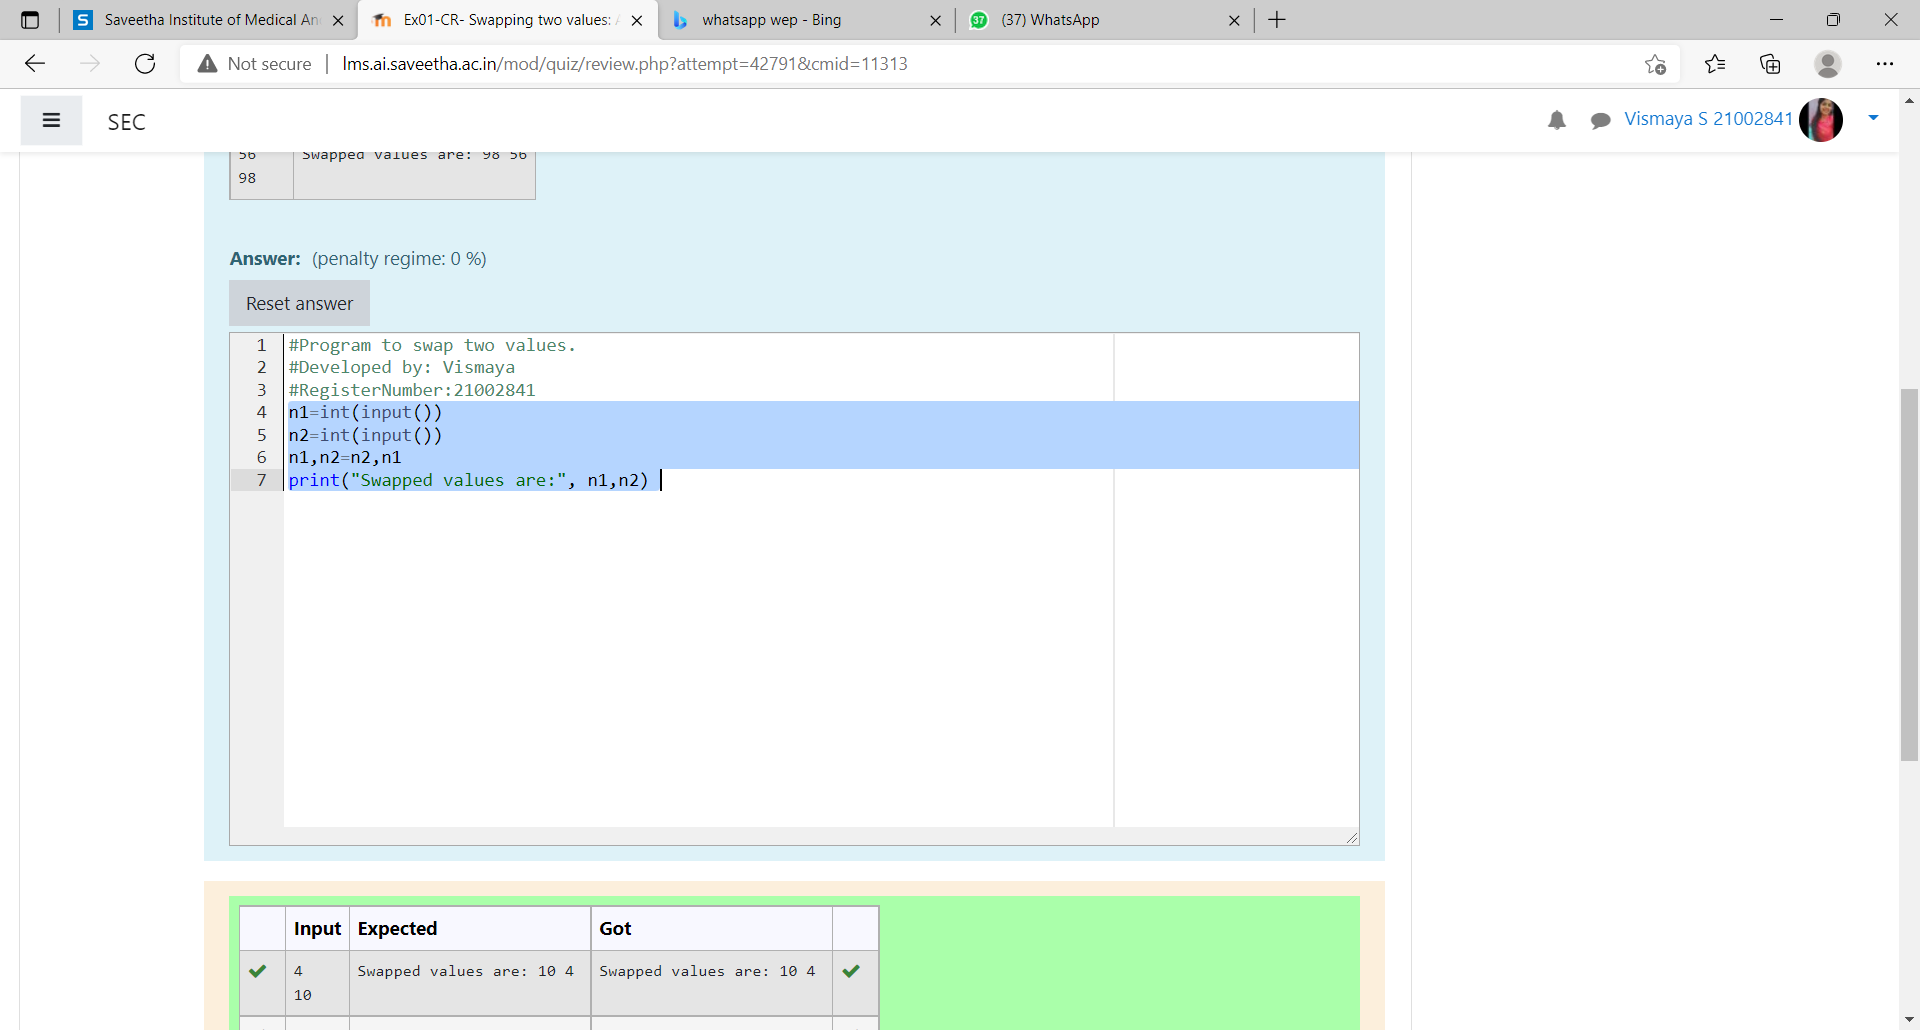 Saveetha Institute of Medical An
Ex01-CR- Swapping two values:
whatsapp wep - Bing
37
(37) WhatsApp
Not secure
lms.ai.saveetha.ac.in/mod/quiz/review.php?attempt=42791&cmid=11313
SEC
Vismaya S 21002841
56 Swapped values are: 98 56
98
Answer: (penalty regime: 0 %)
Reset answer
1 #Program to swap two values.
2 #Developed by: Vismaya
3 #RegisterNumber:21002841
4 n1=int(input())
5 n2=int(input())
6 n1,n2=n2,n1
7 print("Swapped values are:", n1,n2)
Input Expected Got
4 Swapped values are: 10 4 Swapped values are: 10 4
10